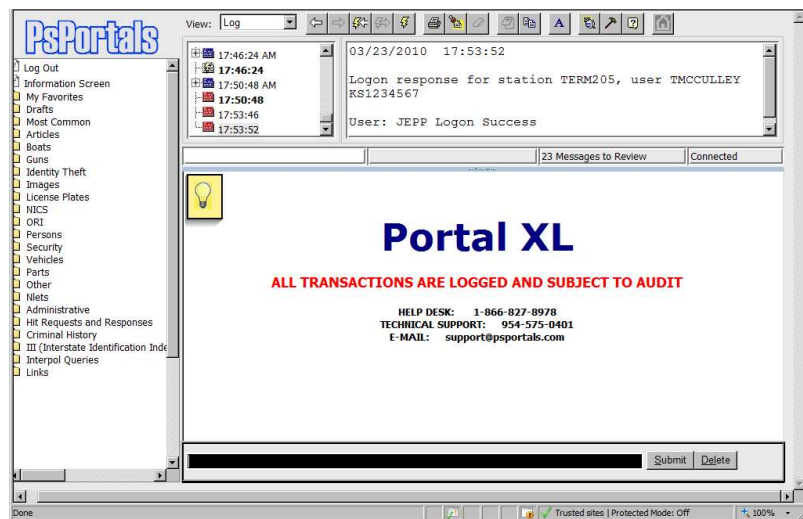 PsPortals
View: Log
Log Out
Information Screen
My Favorites
Drafts
Most Common
Articles
Boats
Guns
Identity Theft
Images
License Plates
NICS
ORI
Persons
Security
Vehicles
Parts
Other
Nlets
Administrative
Hit Requests and Responses
Criminal History
III (Interstate Identification Inde
Interpol Queries
Links
17:46:24 AM
17:46:24
17:50:48 AM
17:50:48
17:53:46
17:53:52
03/23/2010 17:53:52
Logon response for station TERM205, user TMCCULLEY
KS1234567
User: JEPP Logon Success
23 Messages to Review
Connected
Portal XL
ALL TRANSACTIONS ARE LOGGED AND SUBJECT TO AUDIT
HELP DESK: 1-866-827-8978
TECHNICAL SUPPORT: 954-575-0401
E-MAIL: support@psportals.com
Submit Delete
Done
Trusted sites | Protected Mode: Off
100%